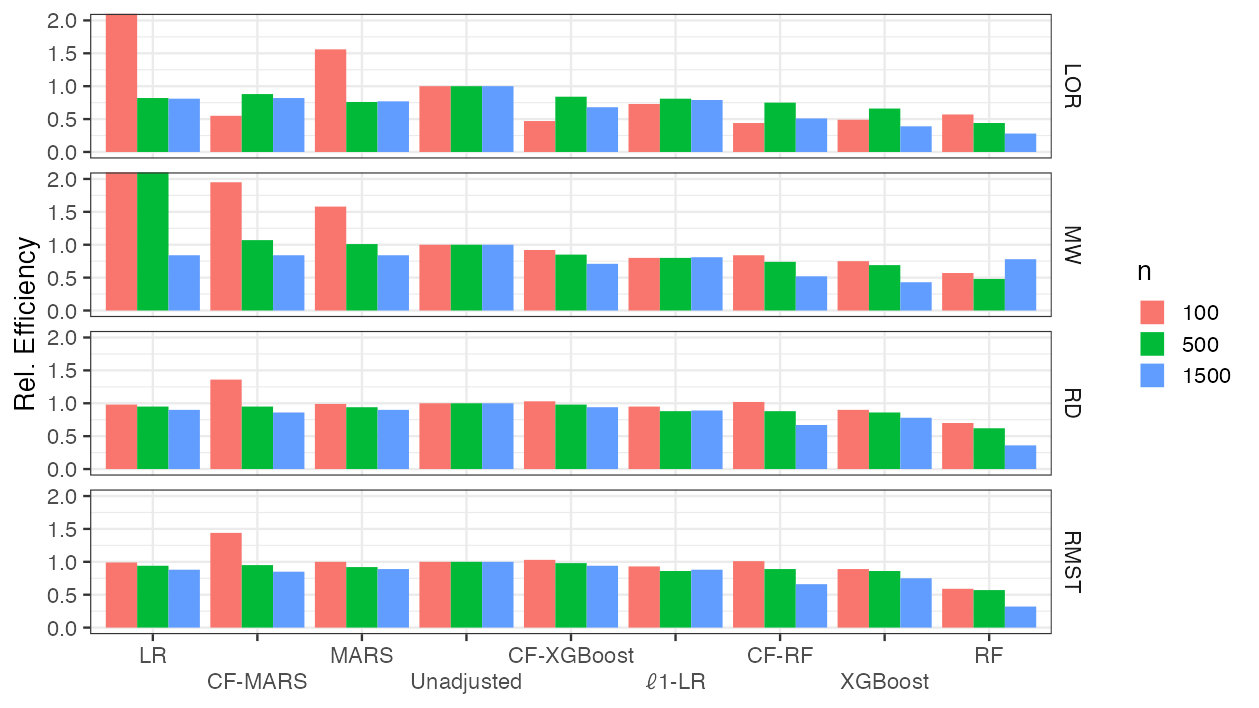 Rel. Efficiency
2.0
1.5
1.0
0.5
0.0
LOR
2.0
1.5
1.0
0.5
0.0
MW
2.0
1.5
1.0
0.5
0.0
RD
2.0
1.5
1.0
0.5
0.0
RMST
LR
CF-MARS
MARS
Unadjusted
CF-XGBoost
ℓ1-LR
CF-RF
XGBoost
RF
n
100
500
1500